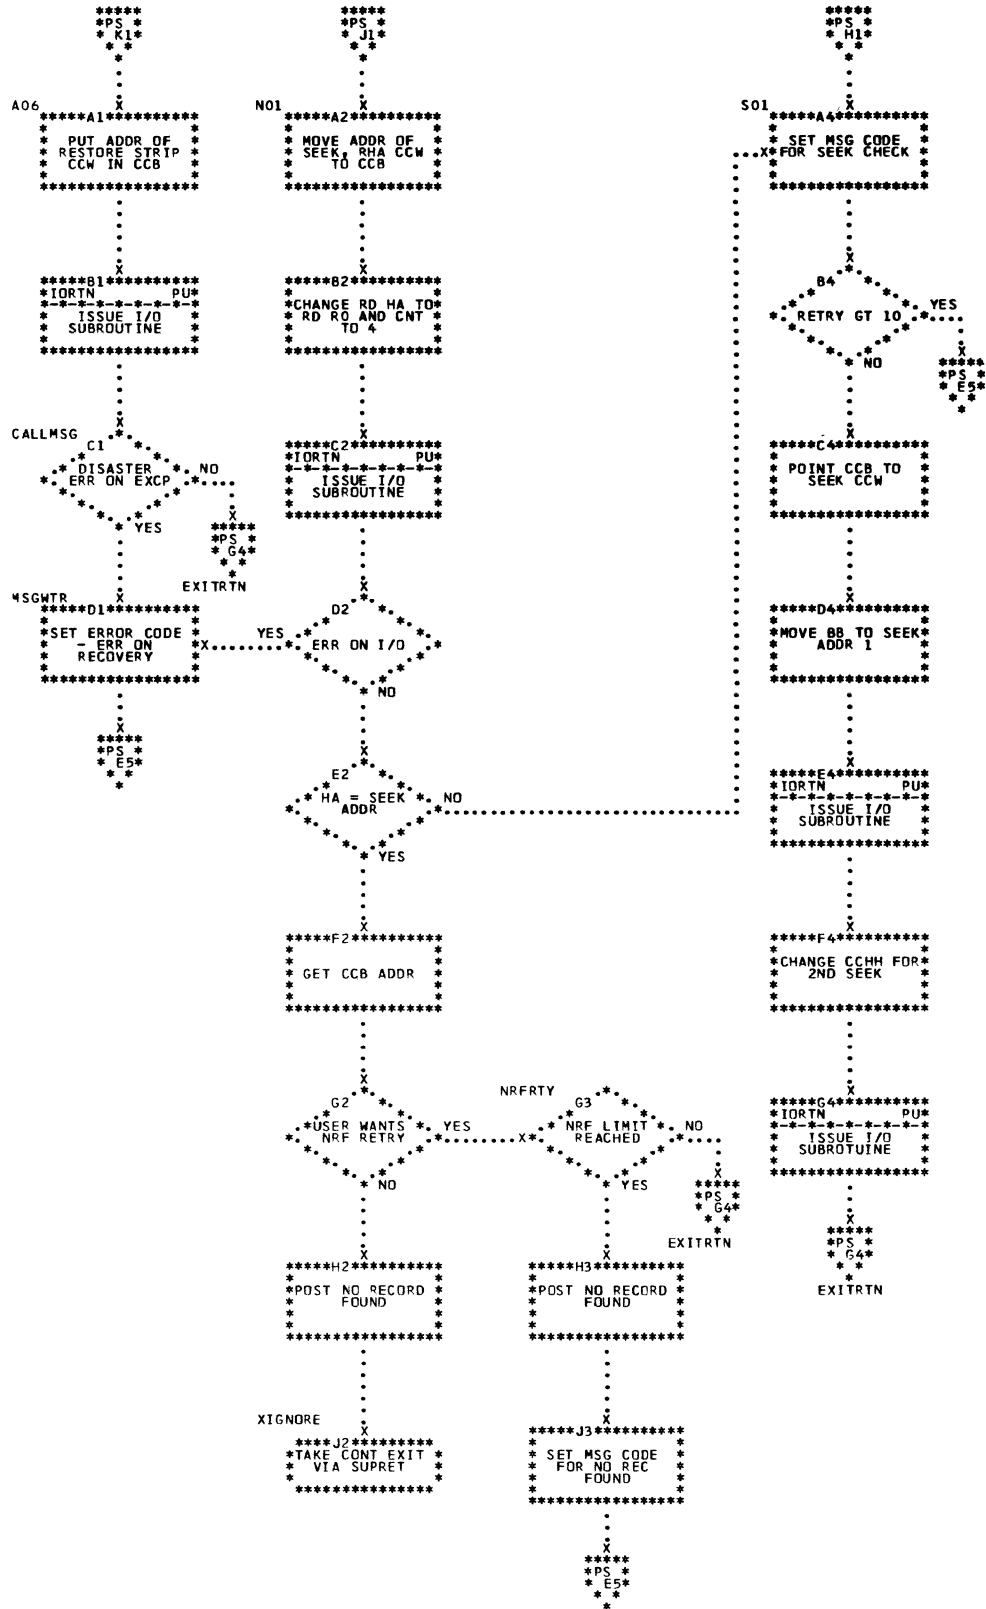 PS
K1
A06
A1
PUT ADDR OF
RESTORE STRIP
CCW IN CCB
B1
IORTN PU
ISSUE I/O
SUBROUTINE
CALLMSG
C1
DISASTER
ERR ON EXCP
NO
YES
PS
G4
EXITRTN
MSGWTR
D1
SET ERROR CODE
- ERR ON
RECOVERY
PS
E5
PS
J1
N01
A2
MOVE ADDR OF
SEEK, RHA CCW
TO CCB
B2
CHANGE RD HA TO
RD R0 AND CNT
TO 4
C2
IORTN PU
ISSUE I/O
SUBROUTINE
D2
YES
ERR ON I/O
NO
E2
HA = SEEK
ADDR
NO
YES
F2
GET CCB ADDR
G2
USER WANTS
NRF RETRY
YES
NO
H2
POST NO RECORD
FOUND
XIGNORE
J2
TAKE CONT EXIT
VIA SUPRET
NRFRTY
G3
NRF LIMIT
REACHED
NO
YES
PS
G4
EXITRTN
H3
POST NO RECORD
FOUND
J3
SET MSG CODE
FOR NO REC
FOUND
PS
E5
PS
H1
S01
A4
SET MSG CODE
FOR SEEK CHECK
B4
RETRY GT 10
YES
NO
PS
E5
C4
POINT CCB TO
SEEK CCW
D4
MOVE BB TO SEEK
ADDR 1
E4
IORTN PU
ISSUE I/O
SUBROUTINE
F4
CHANGE CCHH FOR
2ND SEEK
G4
IORTN PU
ISSUE I/O
SUBROTUINE
PS
G4
EXITRTN